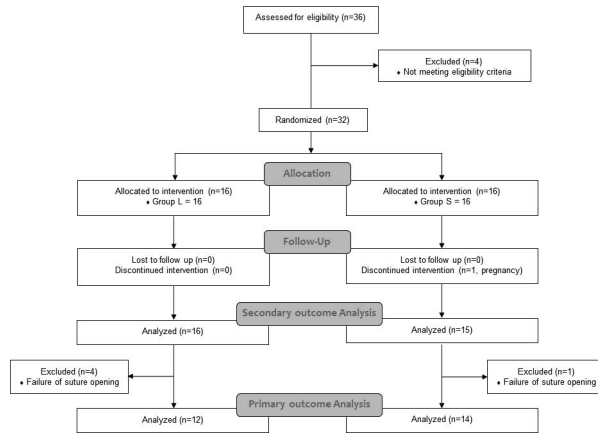 Assessed for eligibility (n=36)
Excluded (n=4)
♦ Not meeting eligibility criteria
Randomized (n=32)
Allocation
Allocated to intervention (n=16)
♦ Group L = 16
Allocated to intervention (n=16)
♦ Group S = 16
Follow-Up
Lost to follow up (n=0)
Discontinued intervention (n=0)
Lost to follow up (n=0)
Discontinued intervention (n=1, pregnancy)
Secondary outcome Analysis
Analyzed (n=16)
Analyzed (n=15)
Excluded (n=4)
♦ Failure of suture opening
Excluded (n=1)
♦ Failure of suture opening
Primary outcome Analysis
Analyzed (n=12)
Analyzed (n=14)